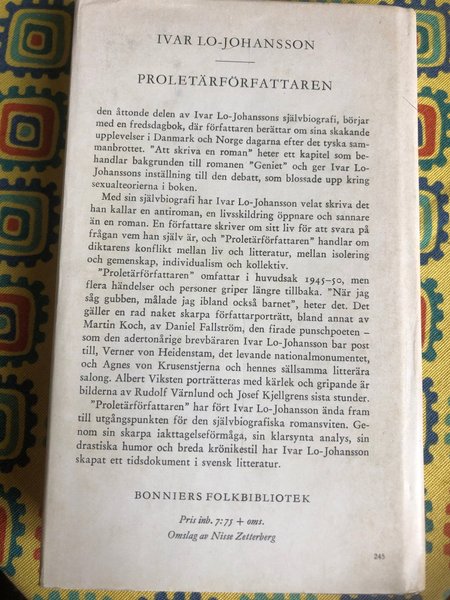 IVAR LO-JOHANSSON
PROLETÄRFÖRFATTAREN
den åttonde delen av Ivar Lo-Johanssons självbiografi, börjar
med en fredsdagbok, där författaren berättar om sina skakande
upplevelser i Danmark och Norge dagarna efter det tyska sam-
manbrottet. "Att skriva en roman" heter ett kapitel som be-
handlar bakgrunden till romanen "Geniet" och ger Ivar Lo-
Johanssons inställning till den debatt, som blossade upp kring
sexualteorierna i boken.
Med sin självbiografi har Ivar Lo-Johansson velat skriva det
han kallar en antiroman, en livsskildring öppnare och sannare
än en roman. En författare skriver om sitt liv för att svara på
frågan vem han själv är, och "Proletärförfattaren" handlar om
diktarens konflikt mellan liv och litteratur, mellan isolering
och gemenskap, individualism och kollektiv.
"Proletärförfattaren" omfattar i huvudsak 1945–50, men
flera händelser och personer griper längre tillbaka. "När jag
såg gubben, målade jag ibland också barnet", heter det. Det
gäller en rad naket skarpa författarporträtt, bland annat av
Martin Koch, av Daniel Fallström, den firade punschpoeten –
som den adertonårige brevbäraren Ivar Lo-Johansson bar post
till, Verner von Heidenstam, det levande nationalmonumentet,
och Agnes von Krusenstjerna och hennes sällsamma litterära
salong. Albert Viksten porträtteras med kärlek och gripande är
bilderna av Rudolf Värnlund och Josef Kjellgrens sista stunder.
"Proletärförfattaren" har fört Ivar Lo-Johansson ända fram
till utgångspunkten för den självbiografiska romansviten. Ge-
nom sin skarpa iakttagelseförmåga, sin klarsynta analys, sin
drastiska humor och breda krönikestil har Ivar Lo-Johansson
skapat ett tidsdokument i svensk litteratur.
BONNIERS FOLKBIBLIOTEK
Pris inb. 7:75 + oms.
Omslag av Nisse Zetterberg
245